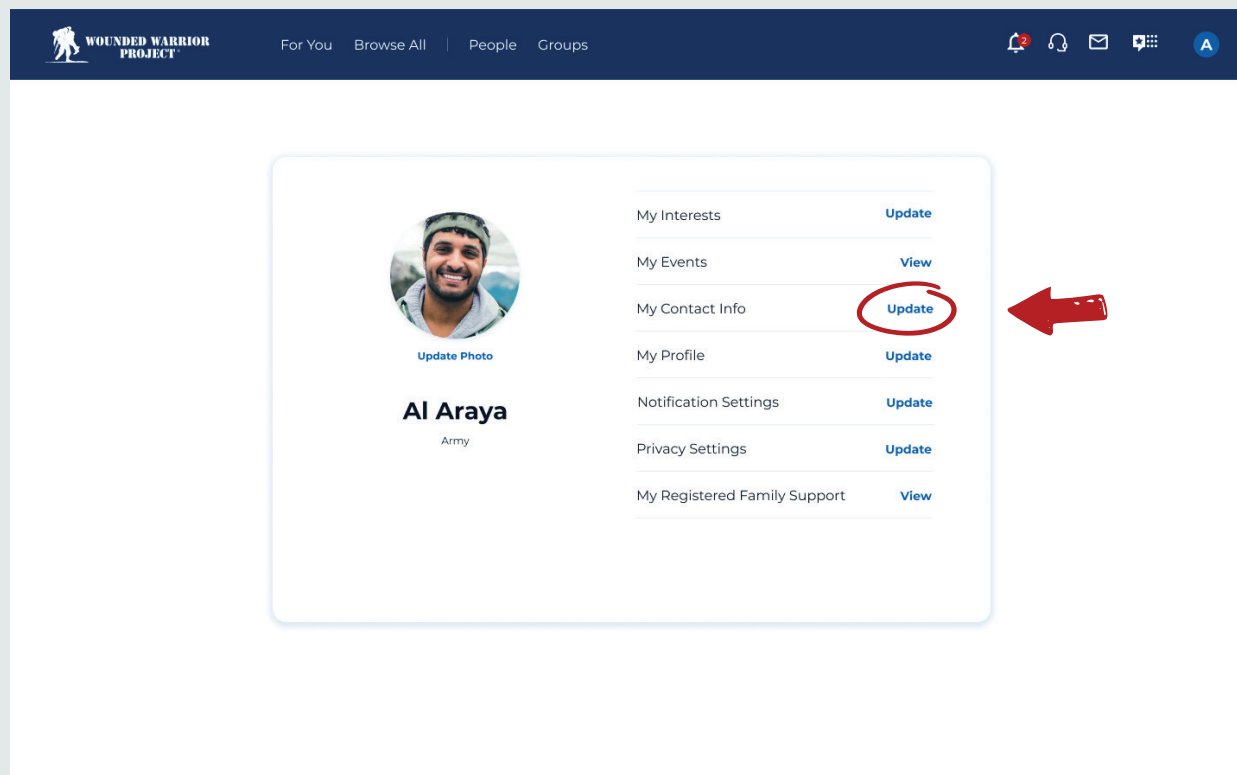 WOUNDED WARRIOR
PROJECT
For You Browse All | People Groups
2
A
Update Photo
Al Araya
Army
My Interests Update
My Events View
My Contact Info Update
My Profile Update
Notification Settings Update
Privacy Settings Update
My Registered Family Support View